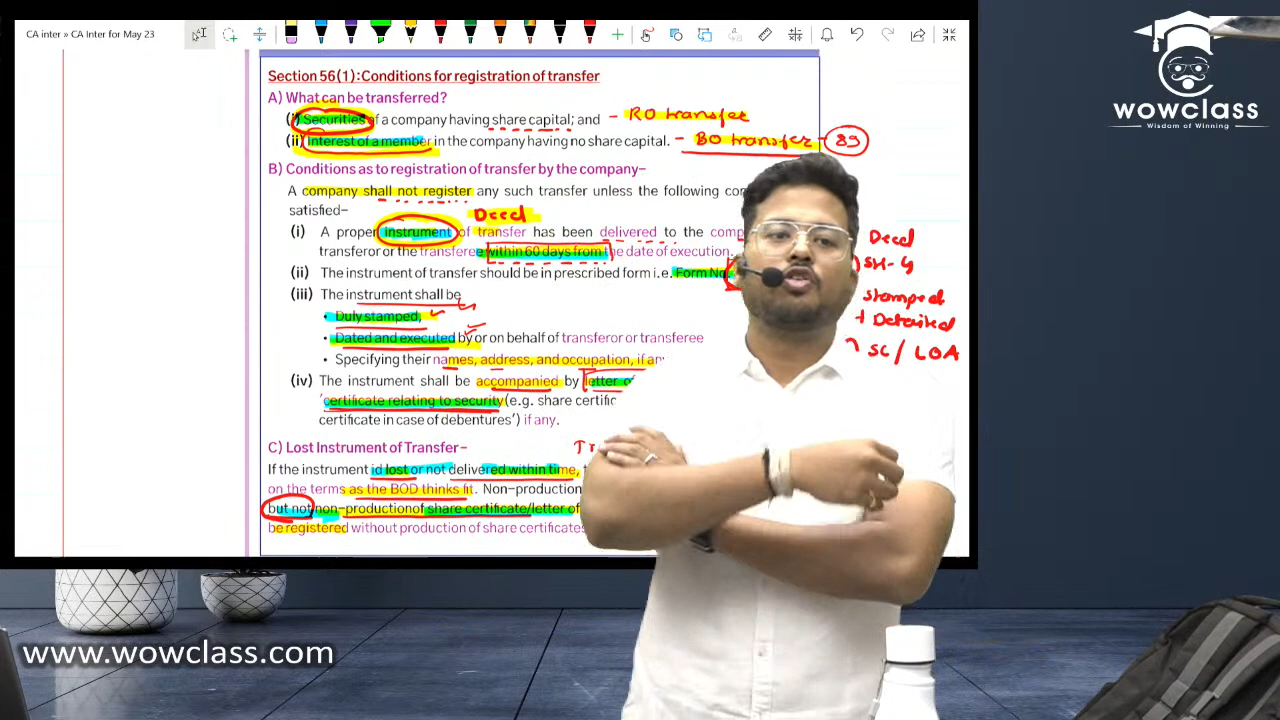 CA inter » CA Inter for May 23
wowclass
Wisdom of Winning
Section 56(1): Conditions for registration of transfer
A) What can be transferred?
(i) Securities of a company having share capital; and - RO transfer
(ii) Interest of a member in the company having no share capital. - BO transfer - 89
B) Conditions as to registration of transfer by the company-
A company shall not register any such transfer unless the following
satisfied-
Deed
(i) A proper instrument of transfer has been delivered to the
transferor or the transferee within 60 days from the date of execution.
Deed
SH-4
(ii) The instrument of transfer should be in prescribed form i.e. Form No.
(iii) The instrument shall be
Stamped
• Duly stamped,
+ Detailed
• Dated and executed by or on behalf of transferor or transferee
SC / LOA
• Specifying their names, address, and occupation, if any
(iv) The instrument shall be accompanied by 'letter of
'certificate relating to security' (e.g. share
certificate in case of debentures') if any.
C) Lost Instrument of Transfer-
If the instrument id lost or not delivered within time,
on the terms as the BOD thinks fit. Non-production
but not non-productionof share certificate/letter of
be registered without production of share certificates
www.wowclass.com